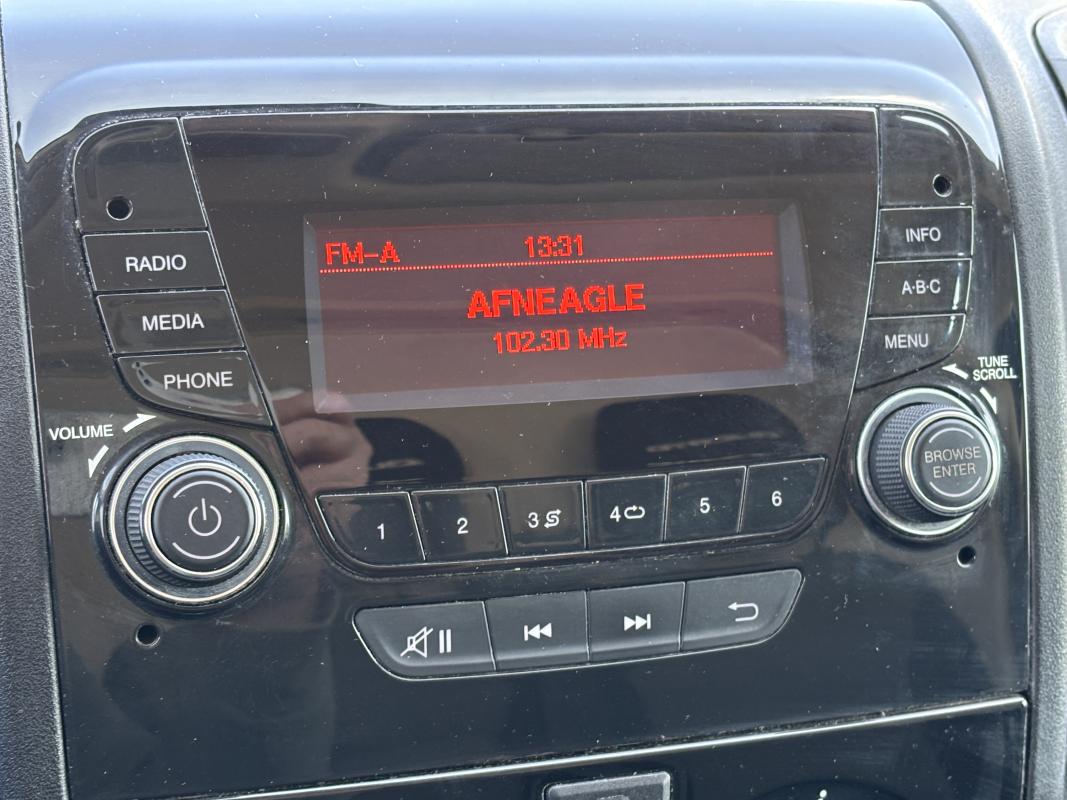 FM-A 13:31
AFNEAGLE
102.30 MHz
RADIO
MEDIA
PHONE
VOLUME
INFO
A·B·C
MENU
TUNE
SCROLL
BROWSE
ENTER
1 2 3 4 5 6